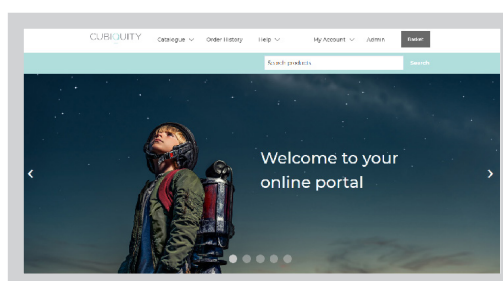 CUBIQUITY Catalogue Order History Help My Account Admin Basket
Search products Search
Welcome to your
online portal